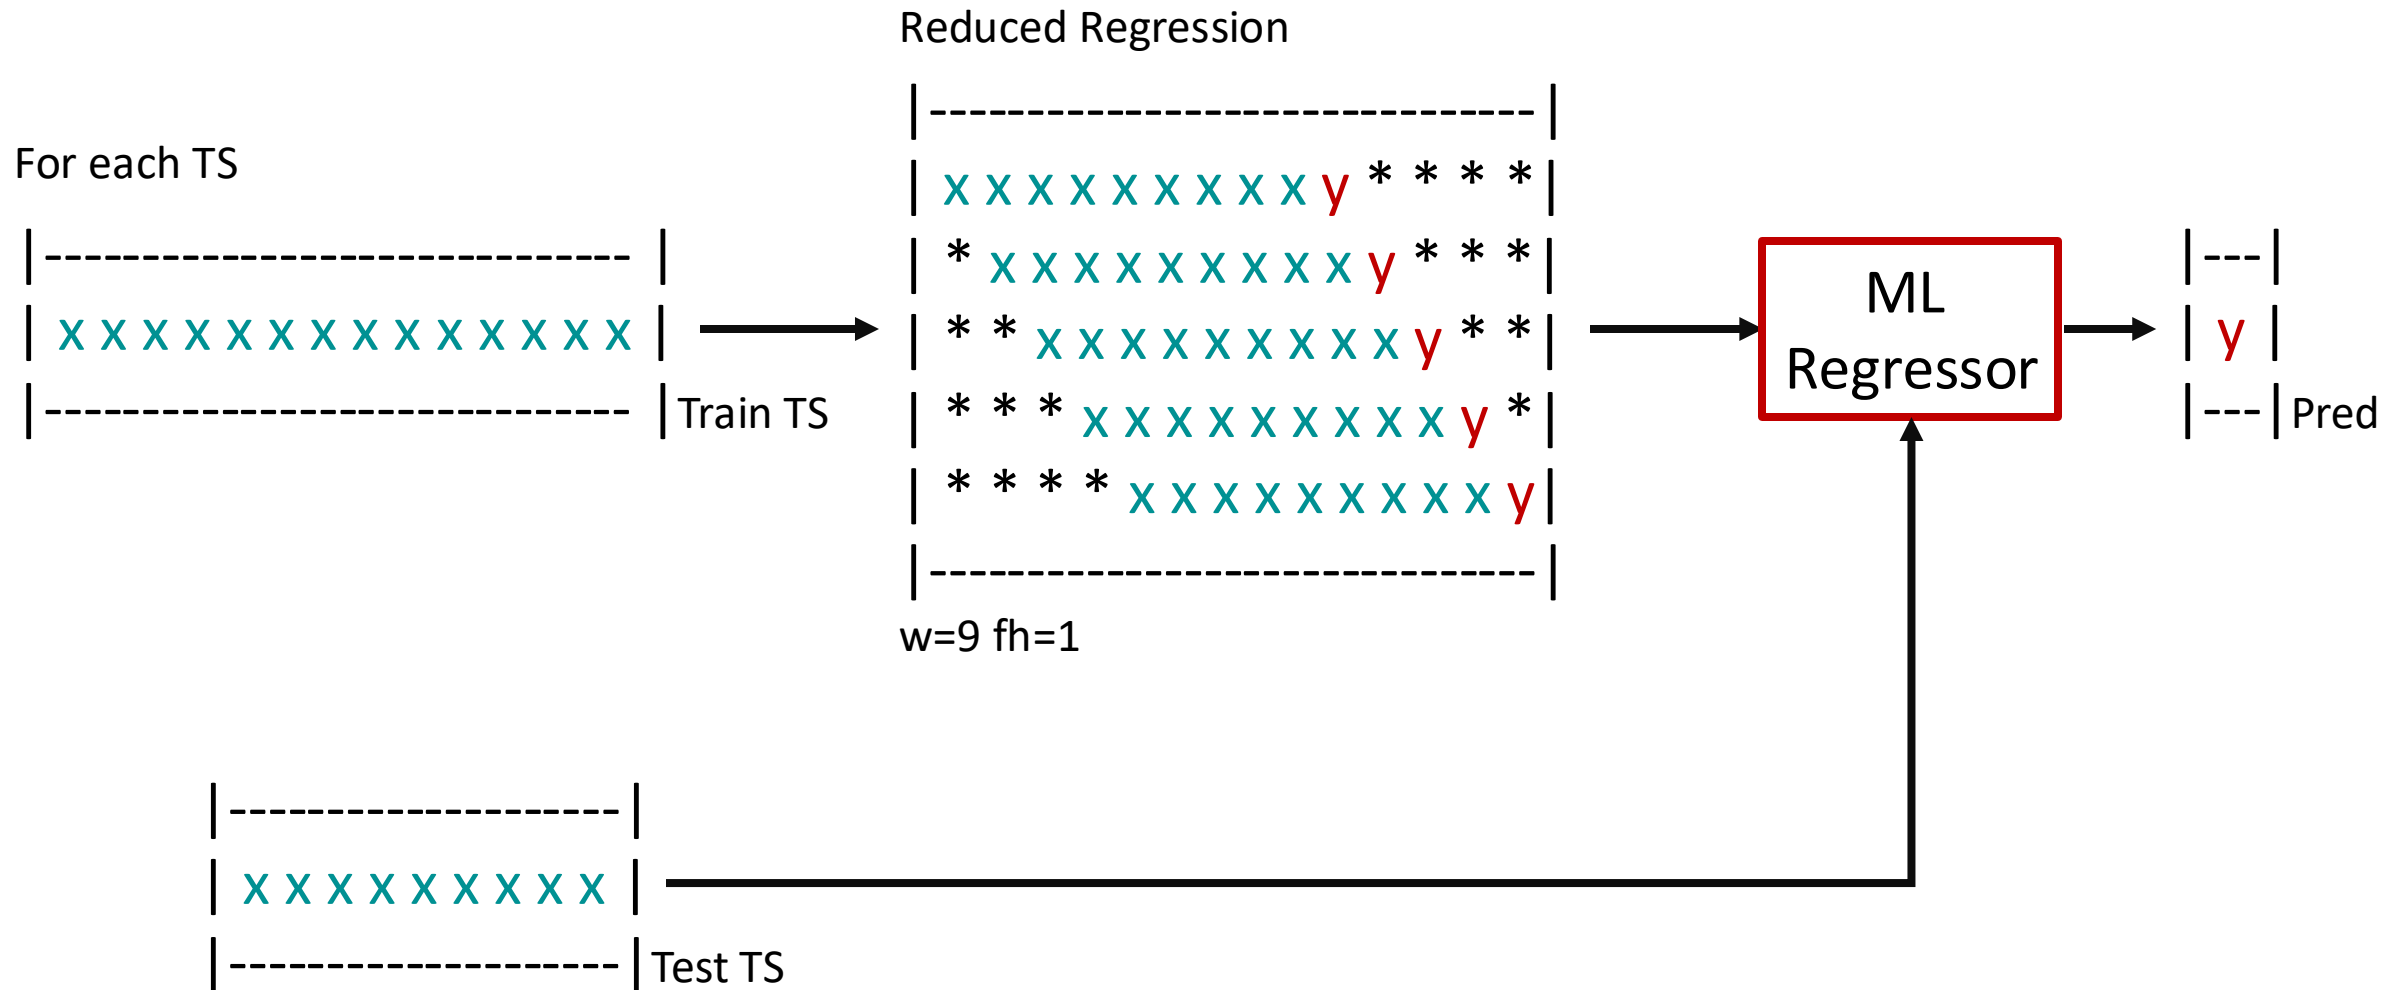 Reduced Regression
For each TS
|------------------------------|
|x x x x x x x x x x x x x x|
|------------------------------|Train TS
|-------------------------------|
|x x x x x x x x x y * * * *|
|* x x x x x x x x x y * * *|
|* * x x x x x x x x x y * *|
|* * * x x x x x x x x x y *|
|* * * * x x x x x x x x x y|
|-------------------------------|
w=9 fh=1
ML
Regressor
|---|
|y|
|---|Pred
|--------------------|
|x x x x x x x x x|
|--------------------|Test TS